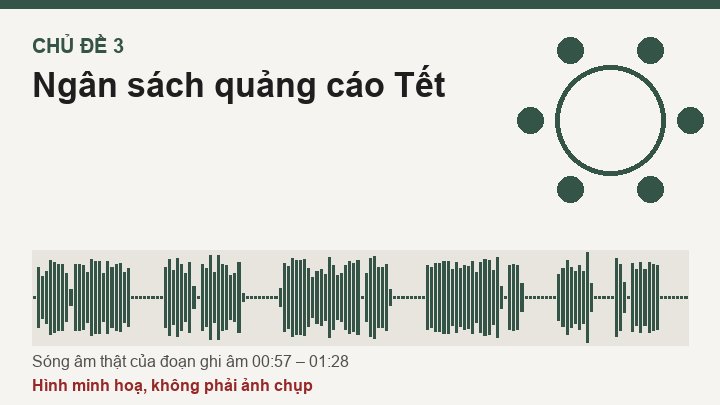 CHỦ ĐỀ 3
Ngân sách quảng cáo Tết
Sóng âm thật của đoạn ghi âm 00:57 – 01:28
Hình minh hoạ, không phải ảnh chụp